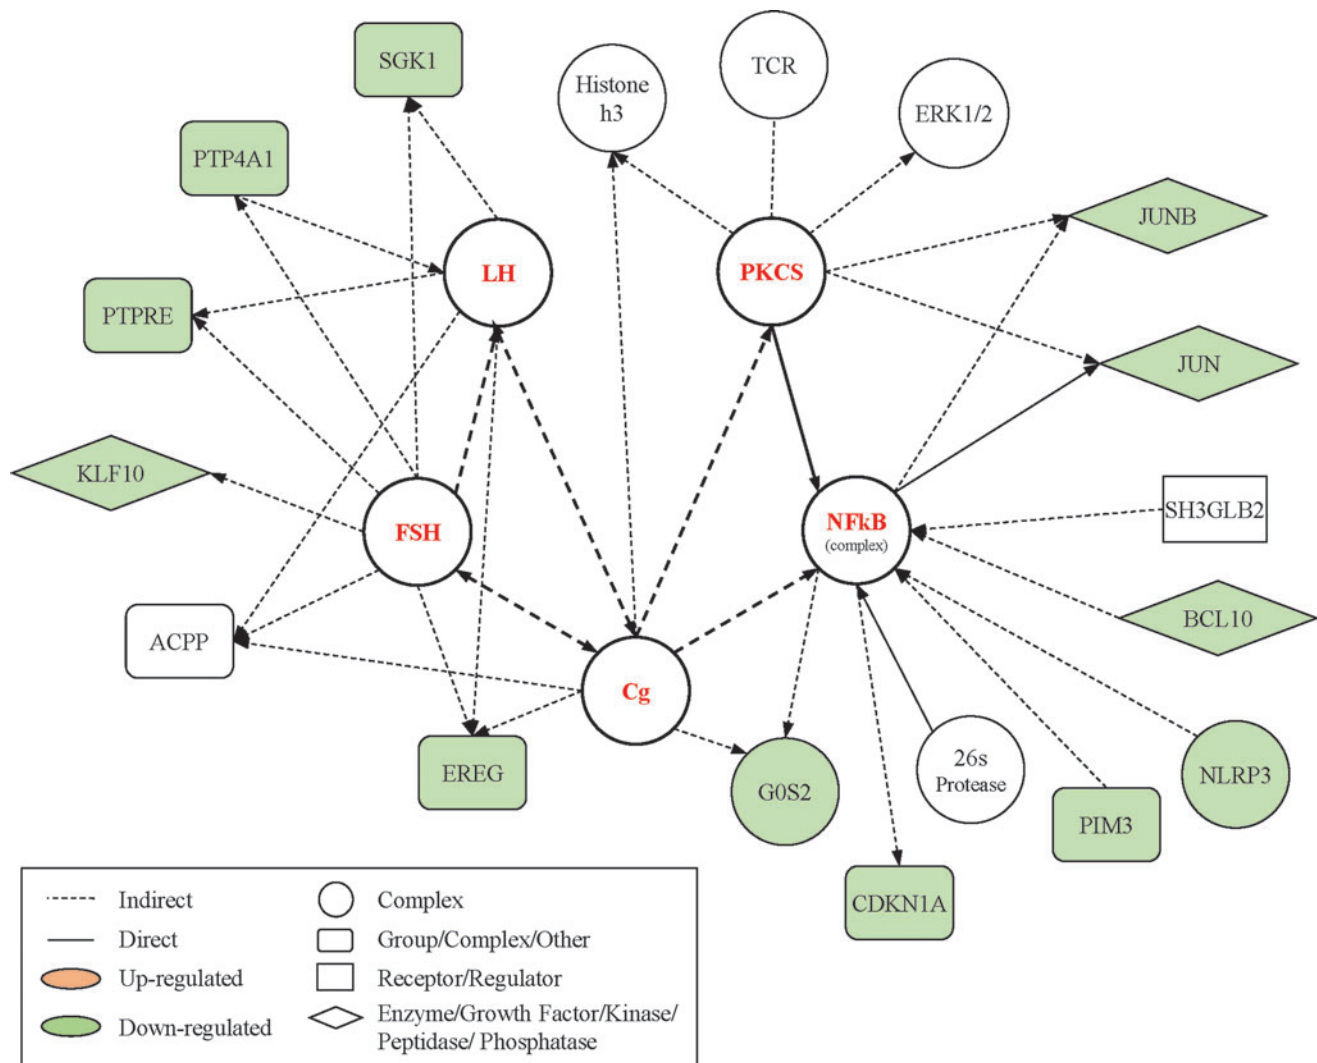 SGK1
TCR
Histone
h3
ERK1/2
PTP4A1
JUNB
LH
PKCS
PTPRE
JUN
KLF10
FSH
NFkB
(complex)
SH3GLB2
BCL10
ACPP
Cg
EREG
G0S2
26s
Protease
NLRP3
PIM3
CDKN1A
Indirect
Direct
Up-regulated
Down-regulated
Complex
Group/Complex/Other
Receptor/Regulator
Enzyme/Growth Factor/Kinase/
Peptidase/ Phosphatase